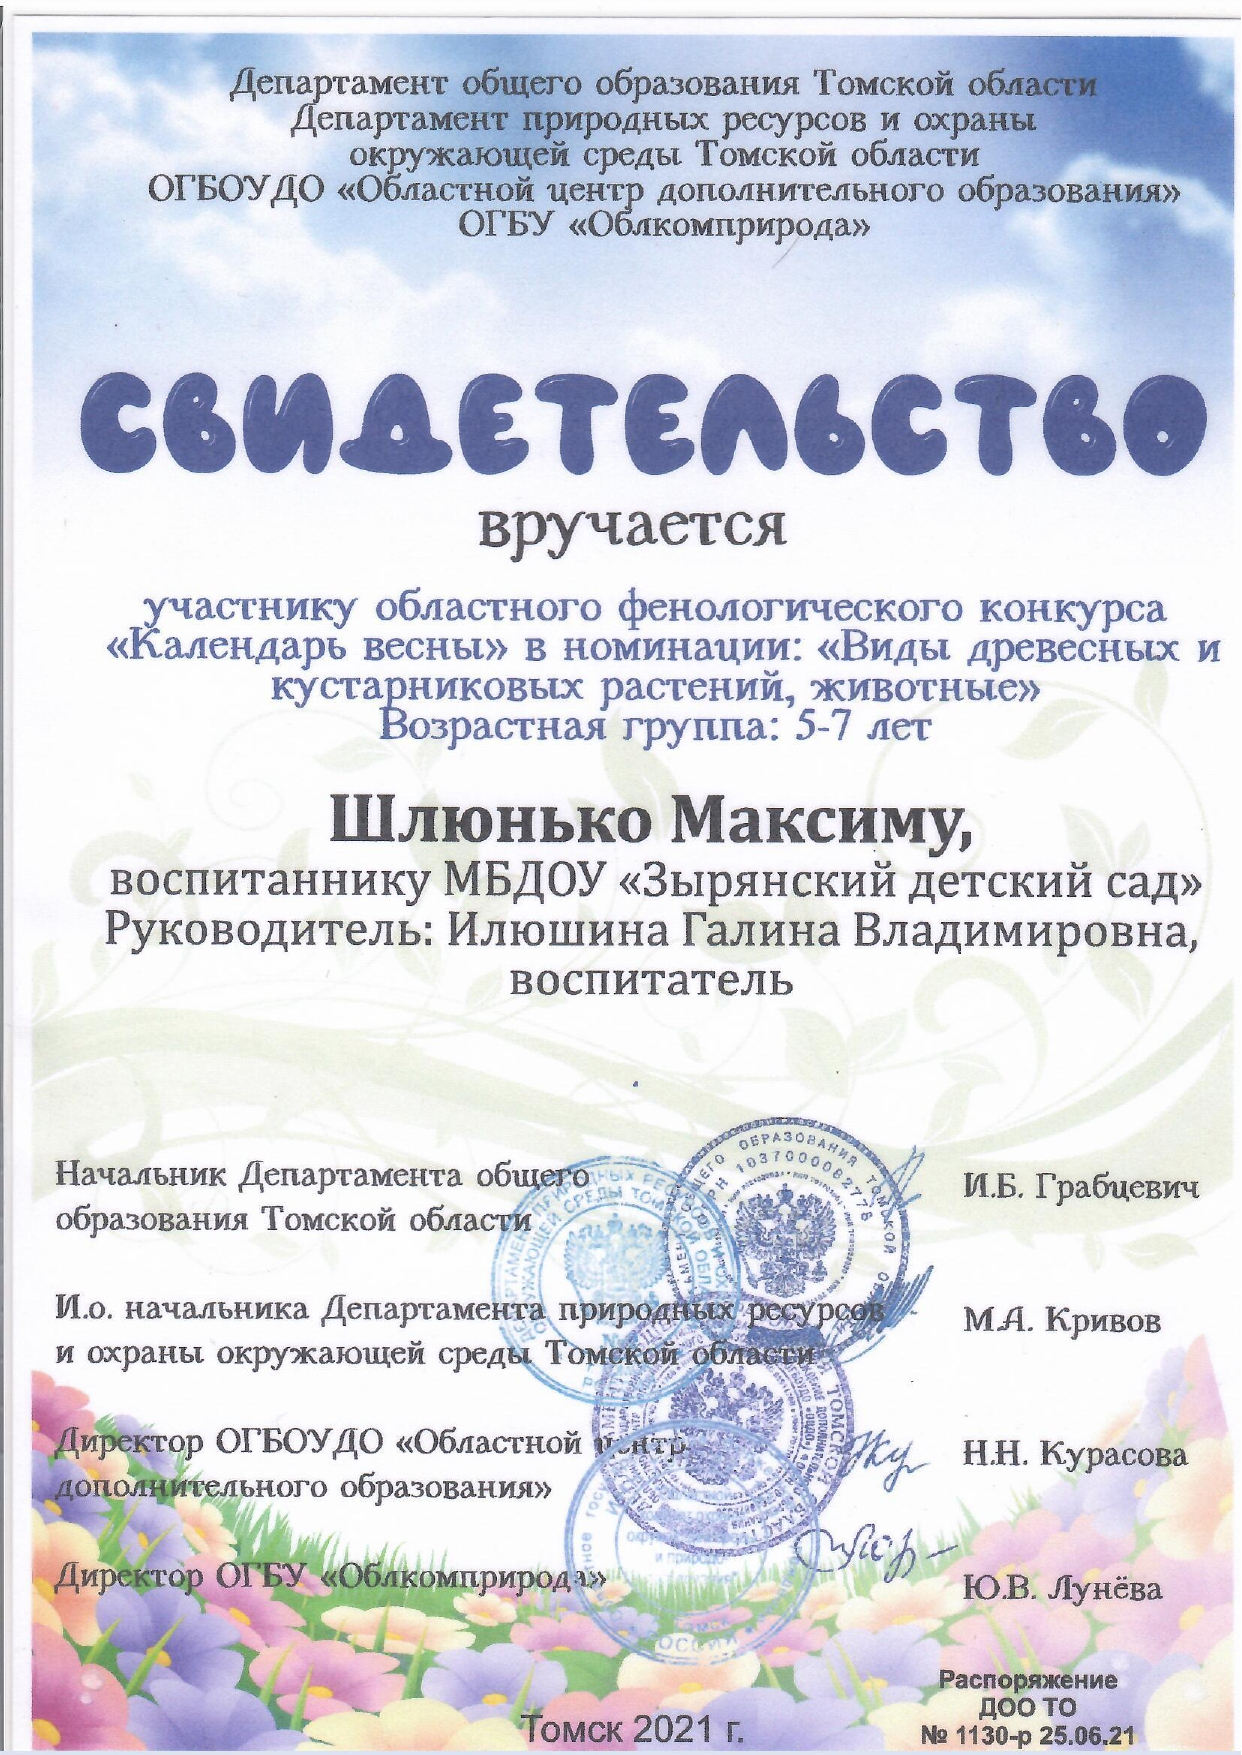 Департамент общего образования Томской области
Департамент природных ресурсов и охраны
окружающей среды Томской области
ОГБОУДО «Областной центр дополнительного образования»
ОГБУ «Облкомприрода»
СВИДЕТЕЛЬСТВО
вручается
участнику областного фенологического конкурса
«Календарь весны» в номинации: «Виды древесных и
кустарниковых растений, животные»
Возрастная группа: 5-7 лет
Шлюнько Максиму,
воспитаннику МБДОУ «Зырянский детский сад»
Руководитель: Илюшина Галина Владимировна,
воспитатель
Начальник Департамента общего
образования Томской области
И.Б. Грабцевич
И.о. начальника Департамента природных ресурсов
и охраны окружающей среды Томской области
М.А. Кривов
Директор ОГБОУДО «Областной центр
дополнительного образования»
Н.Н. Курасова
Директор ОГБУ «Облкомприрода»
Ю.В. Лунёва
Распоряжение
ДОО ТО
№ 1130-р 25.06.21
Томск 2021 г.